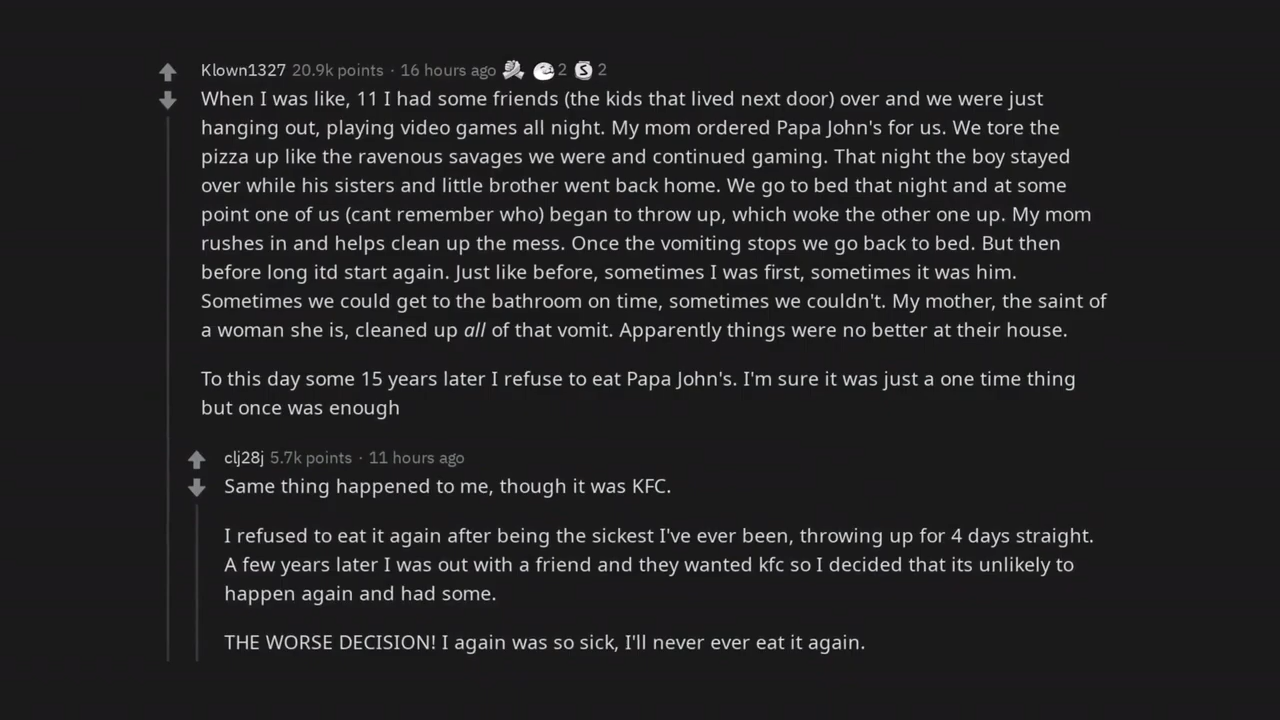 Klown1327 20.9k points · 16 hours ago 2 S 2
When I was like, 11 I had some friends (the kids that lived next door) over and we were just
hanging out, playing video games all night. My mom ordered Papa John's for us. We tore the
pizza up like the ravenous savages we were and continued gaming. That night the boy stayed
over while his sisters and little brother went back home. We go to bed that night and at some
point one of us (cant remember who) began to throw up, which woke the other one up. My mom
rushes in and helps clean up the mess. Once the vomiting stops we go back to bed. But then
before long itd start again. Just like before, sometimes I was first, sometimes it was him.
Sometimes we could get to the bathroom on time, sometimes we couldn't. My mother, the saint of
a woman she is, cleaned up all of that vomit. Apparently things were no better at their house.
To this day some 15 years later I refuse to eat Papa John's. I'm sure it was just a one time thing
but once was enough
clj28j 5.7k points · 11 hours ago
Same thing happened to me, though it was KFC.
I refused to eat it again after being the sickest I've ever been, throwing up for 4 days straight.
A few years later I was out with a friend and they wanted kfc so I decided that its unlikely to
happen again and had some.
THE WORSE DECISION! I again was so sick, I'll never ever eat it again.